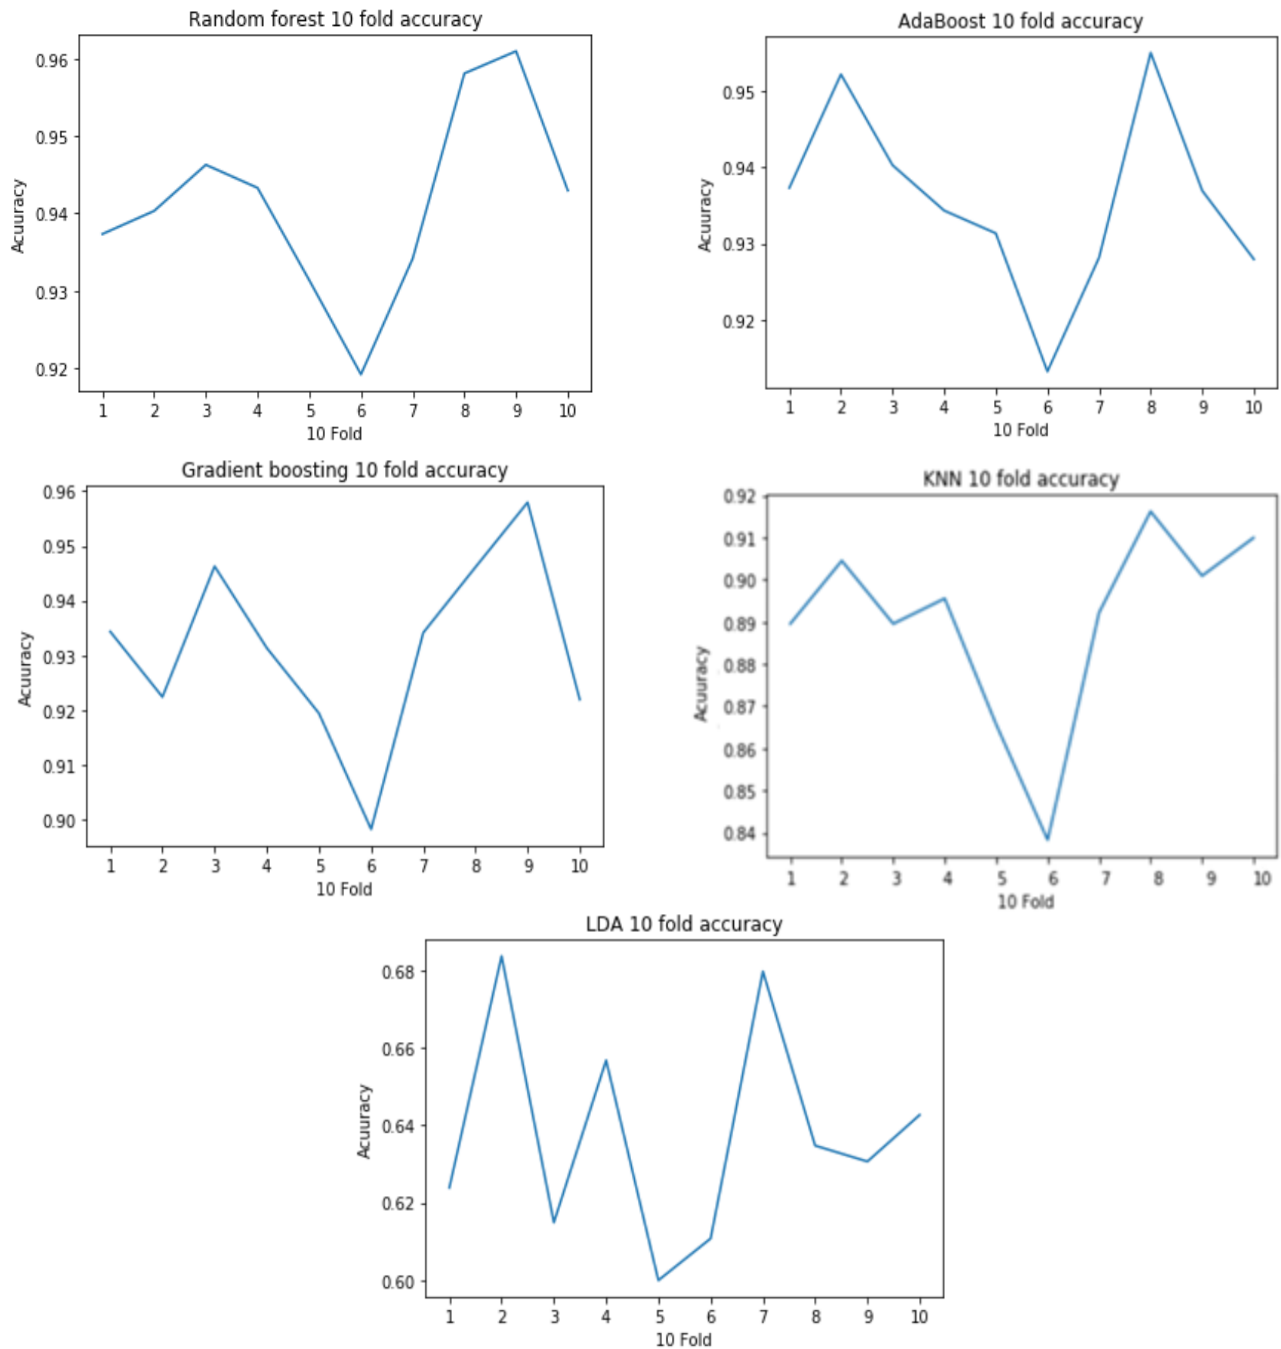 Random forest 10 fold accuracy
0.96
0.95
0.94
0.93
0.92
Acuuracy
1 2 3 4 5 6 7 8 9 10
10 Fold
AdaBoost 10 fold accuracy
0.95
0.94
0.93
0.92
Acuuracy
1 2 3 4 5 6 7 8 9 10
10 Fold
Gradient boosting 10 fold accuracy
0.96
0.95
0.94
0.93
0.92
0.91
0.90
Acuuracy
1 2 3 4 5 6 7 8 9 10
10 Fold
KNN 10 fold accuracy
0.92
0.91
0.90
0.89
0.88
0.87
0.86
0.85
0.84
Acuuracy
1 2 3 4 5 6 7 8 9 10
10 Fold
LDA 10 fold accuracy
0.68
0.66
0.64
0.62
0.60
Acuuracy
1 2 3 4 5 6 7 8 9 10
10 Fold